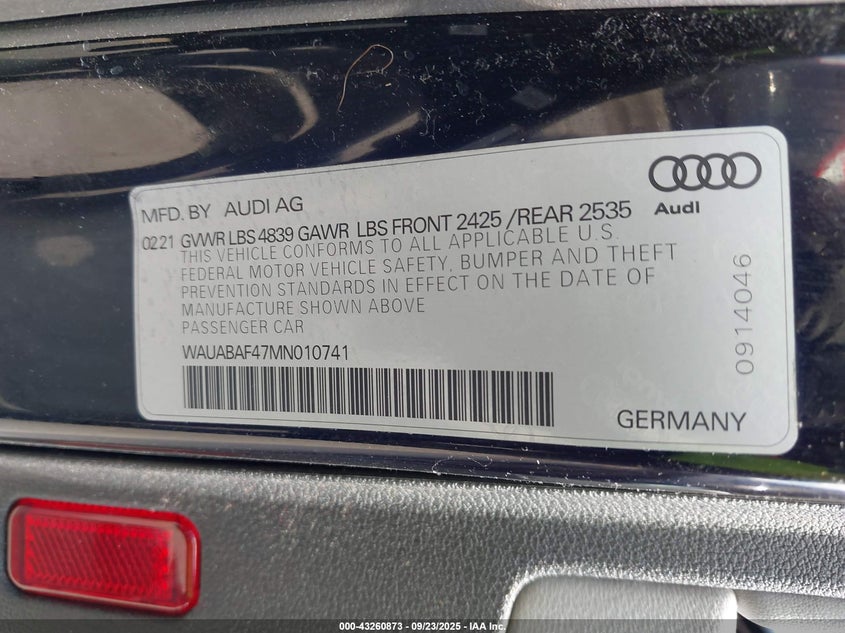 MFD. BY AUDI AG
Audi
0221 GVWR LBS 4839 GAWR LBS FRONT 2425 /REAR 2535
THIS VEHICLE CONFORMS TO ALL APPLICABLE U.S.
FEDERAL MOTOR VEHICLE SAFETY, BUMPER AND THEFT
PREVENTION STANDARDS IN EFFECT ON THE DATE OF
MANUFACTURE SHOWN ABOVE
PASSENGER CAR
WAUABAF47MN010741
0914046
GERMANY
000-43260873 - 09/23/2025 - IAA Inc.